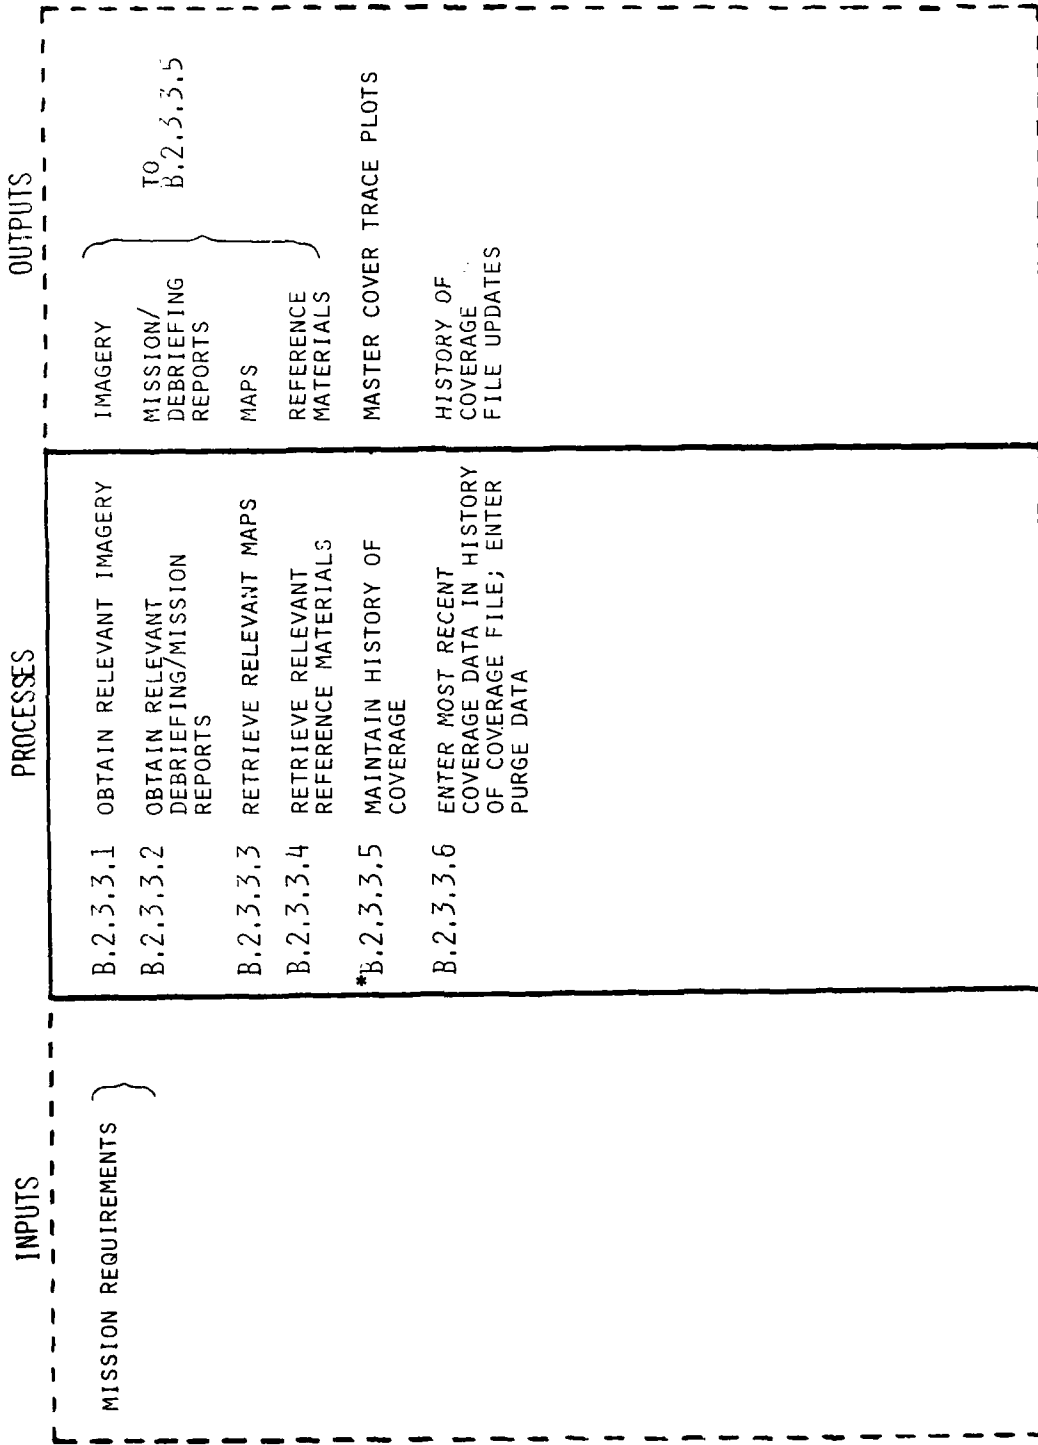 INPUTS
MISSION REQUIREMENTS
PROCESSES
B.2.3.3.1 OBTAIN RELEVANT IMAGERY
B.2.3.3.2 OBTAIN RELEVANT
DEBRIEFING/MISSION
REPORTS
B.2.3.3.3 RETRIEVE RELEVANT MAPS
B.2.3.3.4 RETRIEVE RELEVANT
REFERENCE MATERIALS
*B.2.3.3.5 MAINTAIN HISTORY OF
COVERAGE
B.2.3.3.6 ENTER MOST RECENT
COVERAGE DATA IN HISTORY
OF COVERAGE FILE; ENTER
PURGE DATA
OUTPUTS
IMAGERY
MISSION/
DEBRIEFING
REPORTS
MAPS
REFERENCE
MATERIALS
TO
B.2.3.3.5
MASTER COVER TRACE PLOTS
HISTORY OF
COVERAGE
FILE UPDATES